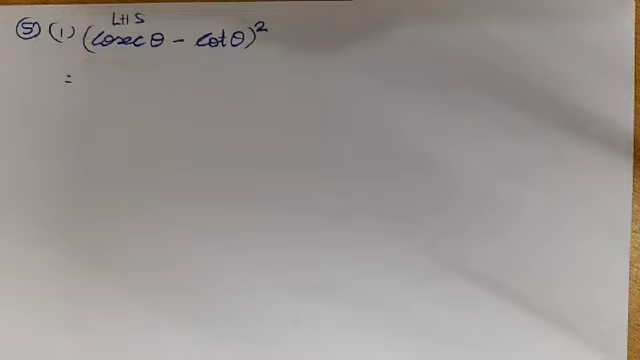 LHS
⑤ (1) (cosec θ - cot θ)²
=